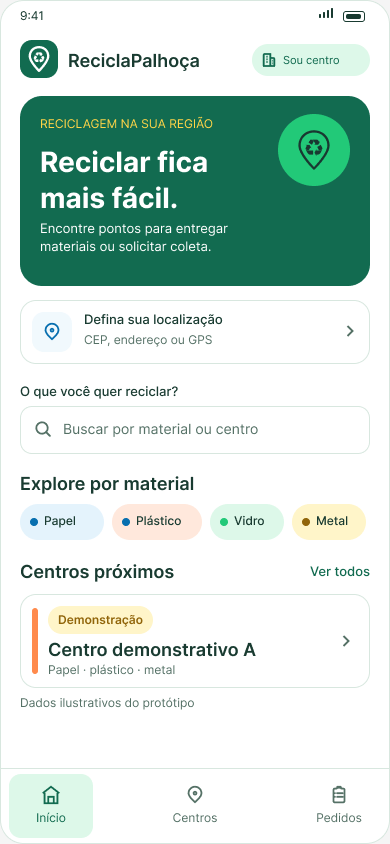 9:41
ReciclaPalhoça
Sou centro
RECICLAGEM NA SUA REGIÃO
Reciclar fica
mais fácil.
Encontre pontos para entregar
materiais ou solicitar coleta.
Defina sua localização
CEP, endereço ou GPS
O que você quer reciclar?
Buscar por material ou centro
Explore por material
Papel
Plástico
Vidro
Metal
Centros próximos
Ver todos
Demonstração
Centro demonstrativo A
Papel · plástico · metal
Dados ilustrativos do protótipo
Início
Centros
Pedidos